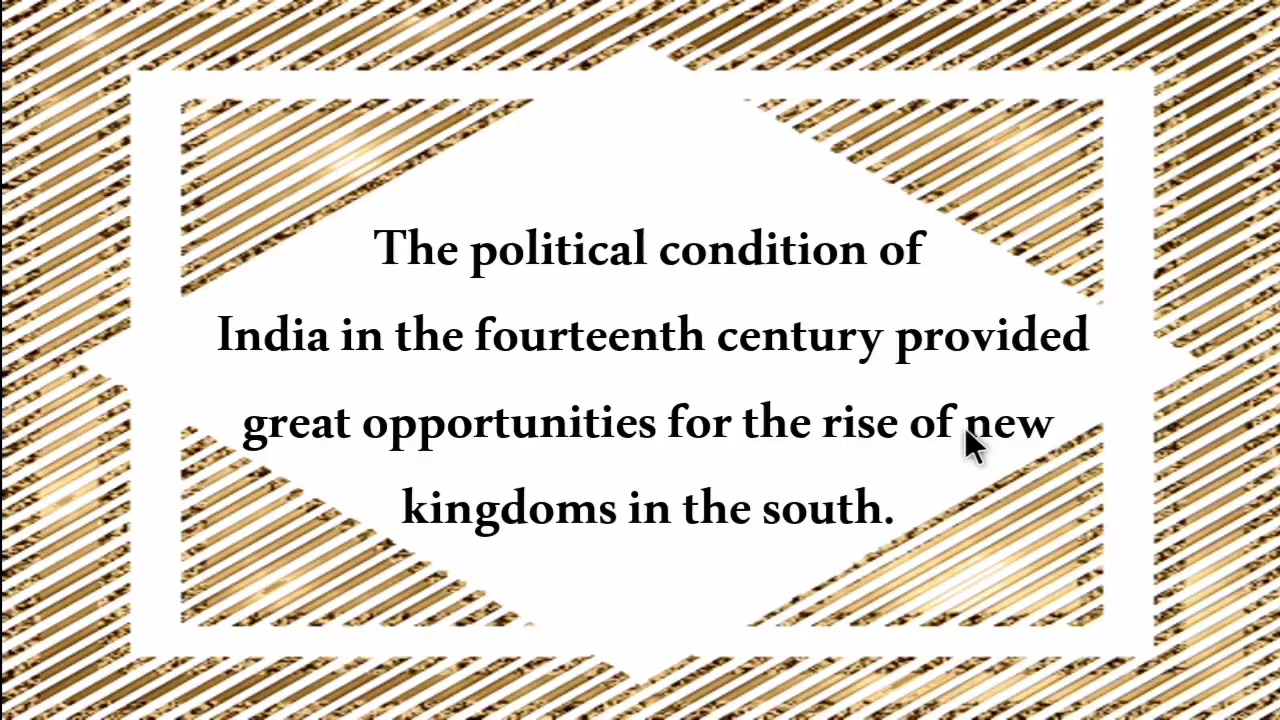 The political condition of
India in the fourteenth century provided
great opportunities for the rise of new
kingdoms in the south.